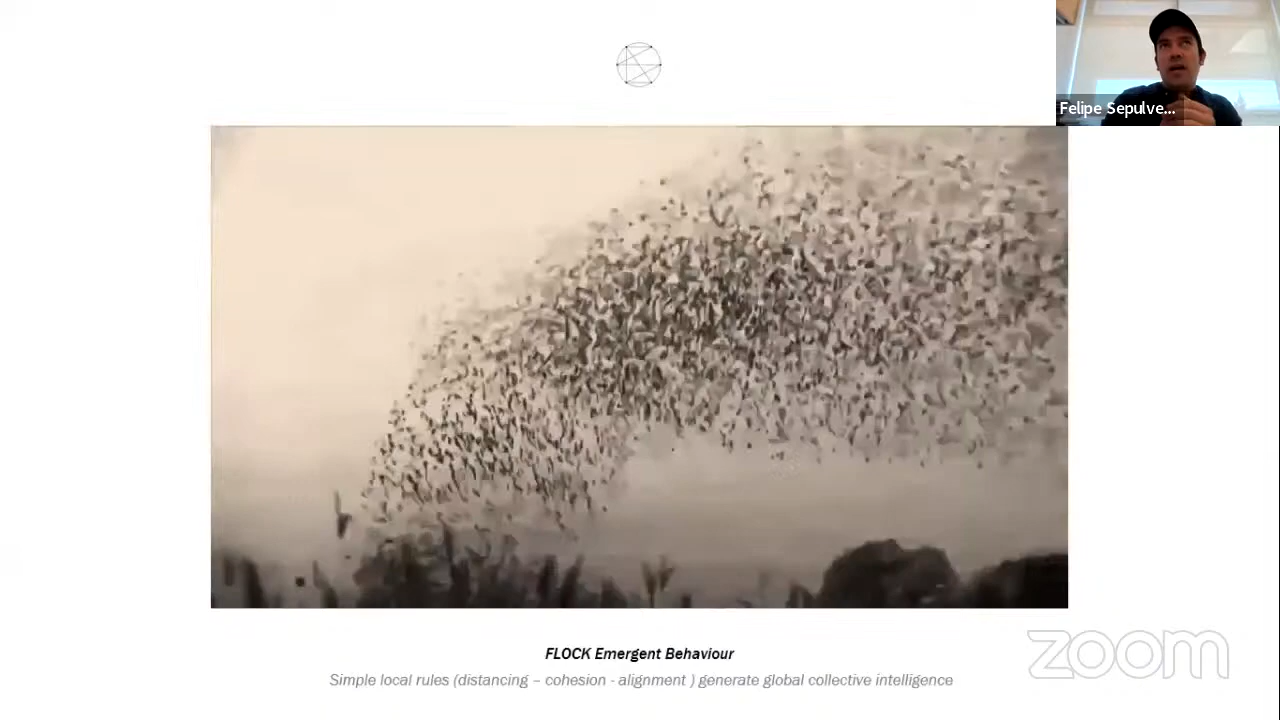 Felipe Sepulve...
FLOCK Emergent Behaviour
Simple local rules (distancing – cohesion - alignment ) generate global collective intelligence
zoom